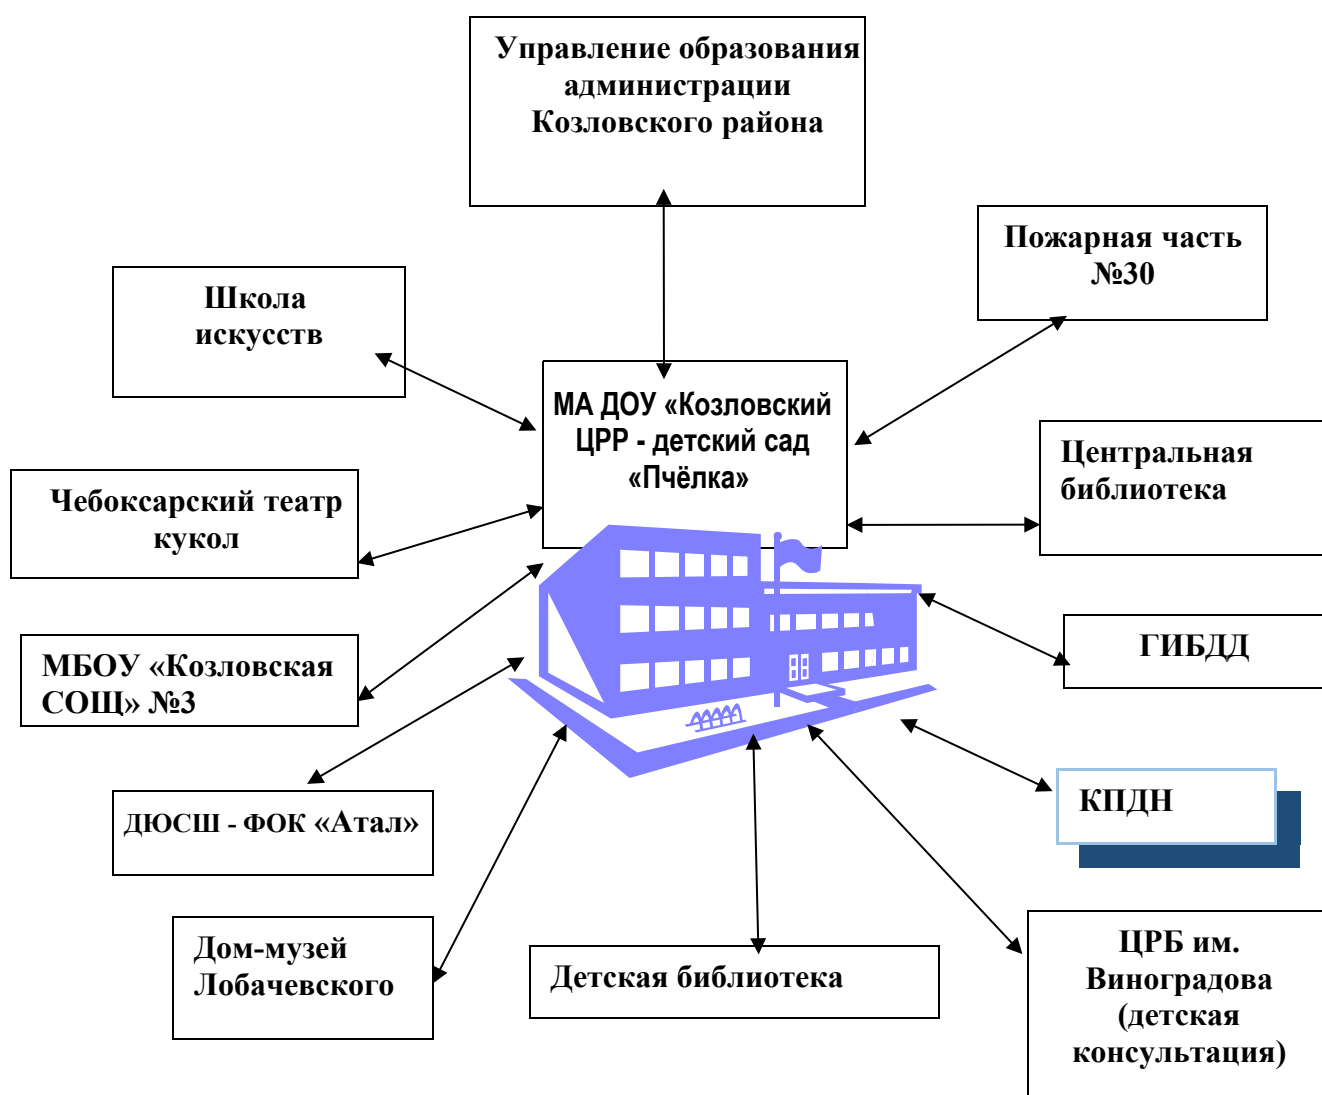 Управление образования
администрации
Козловского района
Пожарная часть
№30
Школа
искусств
МА ДОУ «Козловский
ЦРР - детский сад
«Пчёлка»
Центральная
библиотека
Чебоксарский театр
кукол
ГИБДД
МБОУ «Козловская
СОЩ» №3
КПДН
ДЮСШ - ФОК «Атал»
Дом-музей
Лобачевского
Детская библиотека
ЦРБ им.
Виноградова
(детская
консультация)